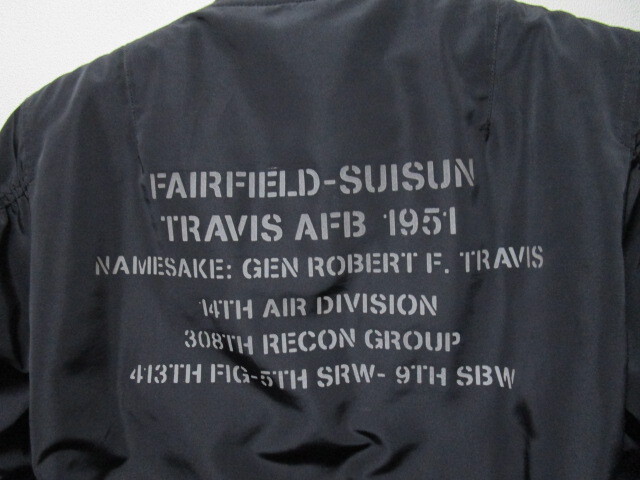 FAIRFIELD-SUISUN
TRAVIS AFB 1951
NAMESAKE: GEN ROBERT F. TRAVIS
14TH AIR DIVISION
308TH RECON GROUP
413TH FIG-5TH SRW- 9TH SBW